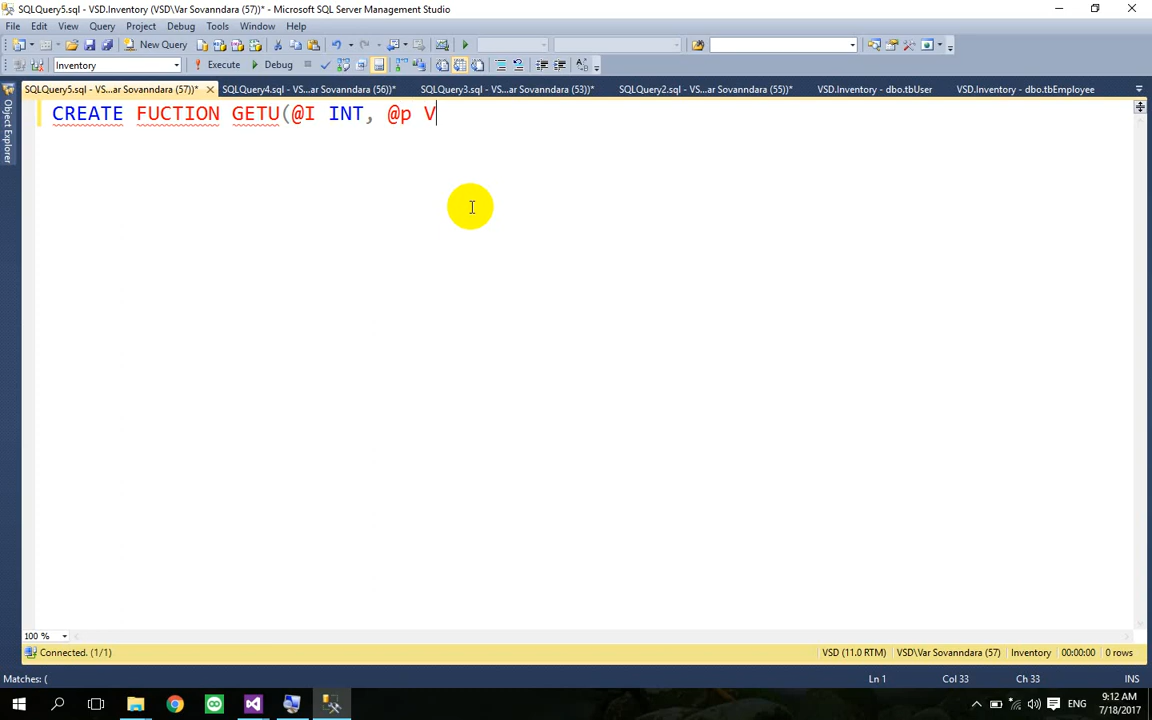 SQLQuery5.sql - VSD.Inventory (VSD\Var Sovanndara (57))* - Microsoft SQL Server Management Studio
File Edit View Query Project Debug Tools Window Help
New Query
Inventory Execute Debug
SQLQuery5.sql - VS...ar Sovanndara (57))* SQLQuery4.sql - VS...ar Sovanndara (56))* SQLQuery3.sql - VS...ar Sovanndara (53))* SQLQuery2.sql - VS...ar Sovanndara (55))* VSD.Inventory - dbo.tbUser VSD.Inventory - dbo.tbEmployee
Object Explorer
CREATE FUCTION GETU(@I INT, @p V
100 %
Connected. (1/1) VSD (11.0 RTM) VSD\Var Sovanndara (57) Inventory 00:00:00 0 rows
Matches: ( Ln 1 Col 33 Ch 33 INS
ENG 9:12 AM
7/18/2017